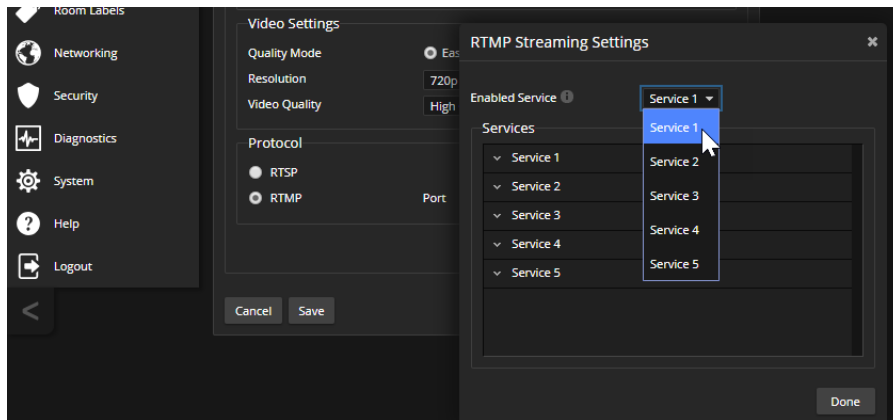 Room Labels
Networking
Security
Diagnostics
System
Help
Logout
<
Video Settings
Quality Mode
Resolution 720p
Video Quality High
Protocol
RTSP
RTMP Port
Cancel Save
RTMP Streaming Settings
Enabled Service Service 1
Services
Service 1
Service 2
Service 3
Service 4
Service 5
Service 1
Service 2
Service 3
Service 4
Service 5
Done